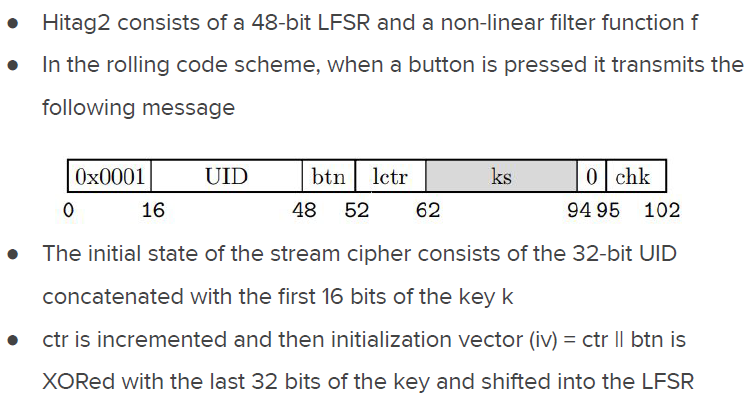 ● Hitag2 consists of a 48-bit LFSR and a non-linear filter function f
● In the rolling code scheme, when a button is pressed it transmits the
following message
0x0001 UID btn lctr ks 0 chk
0 16 48 52 62 94 95 102
● The initial state of the stream cipher consists of the 32-bit UID
concatenated with the first 16 bits of the key k
● ctr is incremented and then initialization vector (iv) = ctr || btn is
XORed with the last 32 bits of the key and shifted into the LFSR